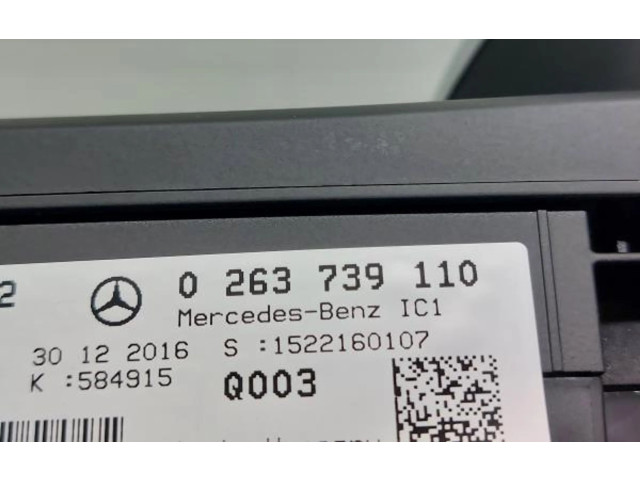 2 0 263 739 110
Mercedes-Benz IC1
30 12 2016 S :1522160107
K :584915 Q003